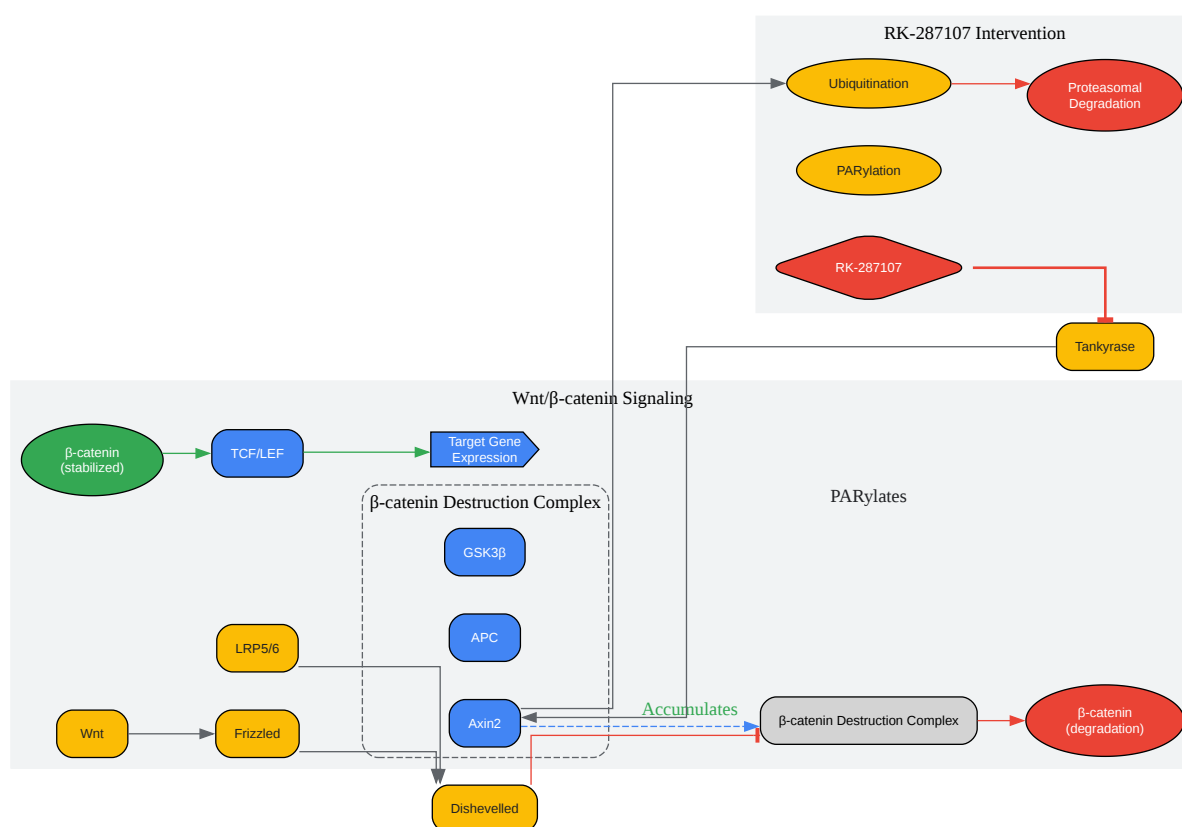 RK-287107 Intervention
Ubiquitination
Proteasomal
Degradation
PARylation
RK-287107
Tankyrase
Wnt/β-catenin Signaling
β-catenin
(stabilized)
TCF/LEF
Target Gene
Expression
β-catenin Destruction Complex
PARylates
GSK3β
APC
LRP5/6
Axin2
Accumulates
β-catenin Destruction Complex
β-catenin
(degradation)
Wnt
Frizzled
Dishevelled